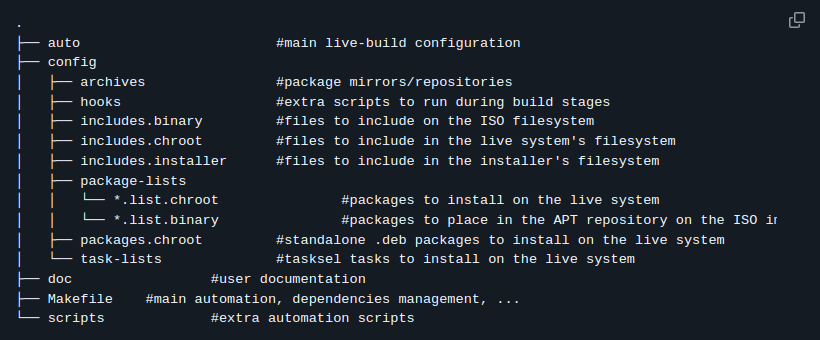 .
├── auto                        #main live-build configuration
├── config
│   ├── archives                #package mirrors/repositories
│   ├── hooks                   #extra scripts to run during build stages
│   ├── includes.binary         #files to include on the ISO filesystem
│   ├── includes.chroot         #files to include in the live system's filesystem
│   ├── includes.installer      #files to include in the installer's filesystem
│   ├── package-lists
│   │   └── *.list.chroot               #packages to install on the live system
│   │   └── *.list.binary               #packages to place in the APT repository on the ISO
│   ├── packages.chroot         #standalone .deb packages to install on the live system
│   └── task-lists              #tasksel tasks to install on the live system
├── doc                 #user documentation
├── Makefile    #main automation, dependencies management, ...
└── scripts             #extra automation scripts